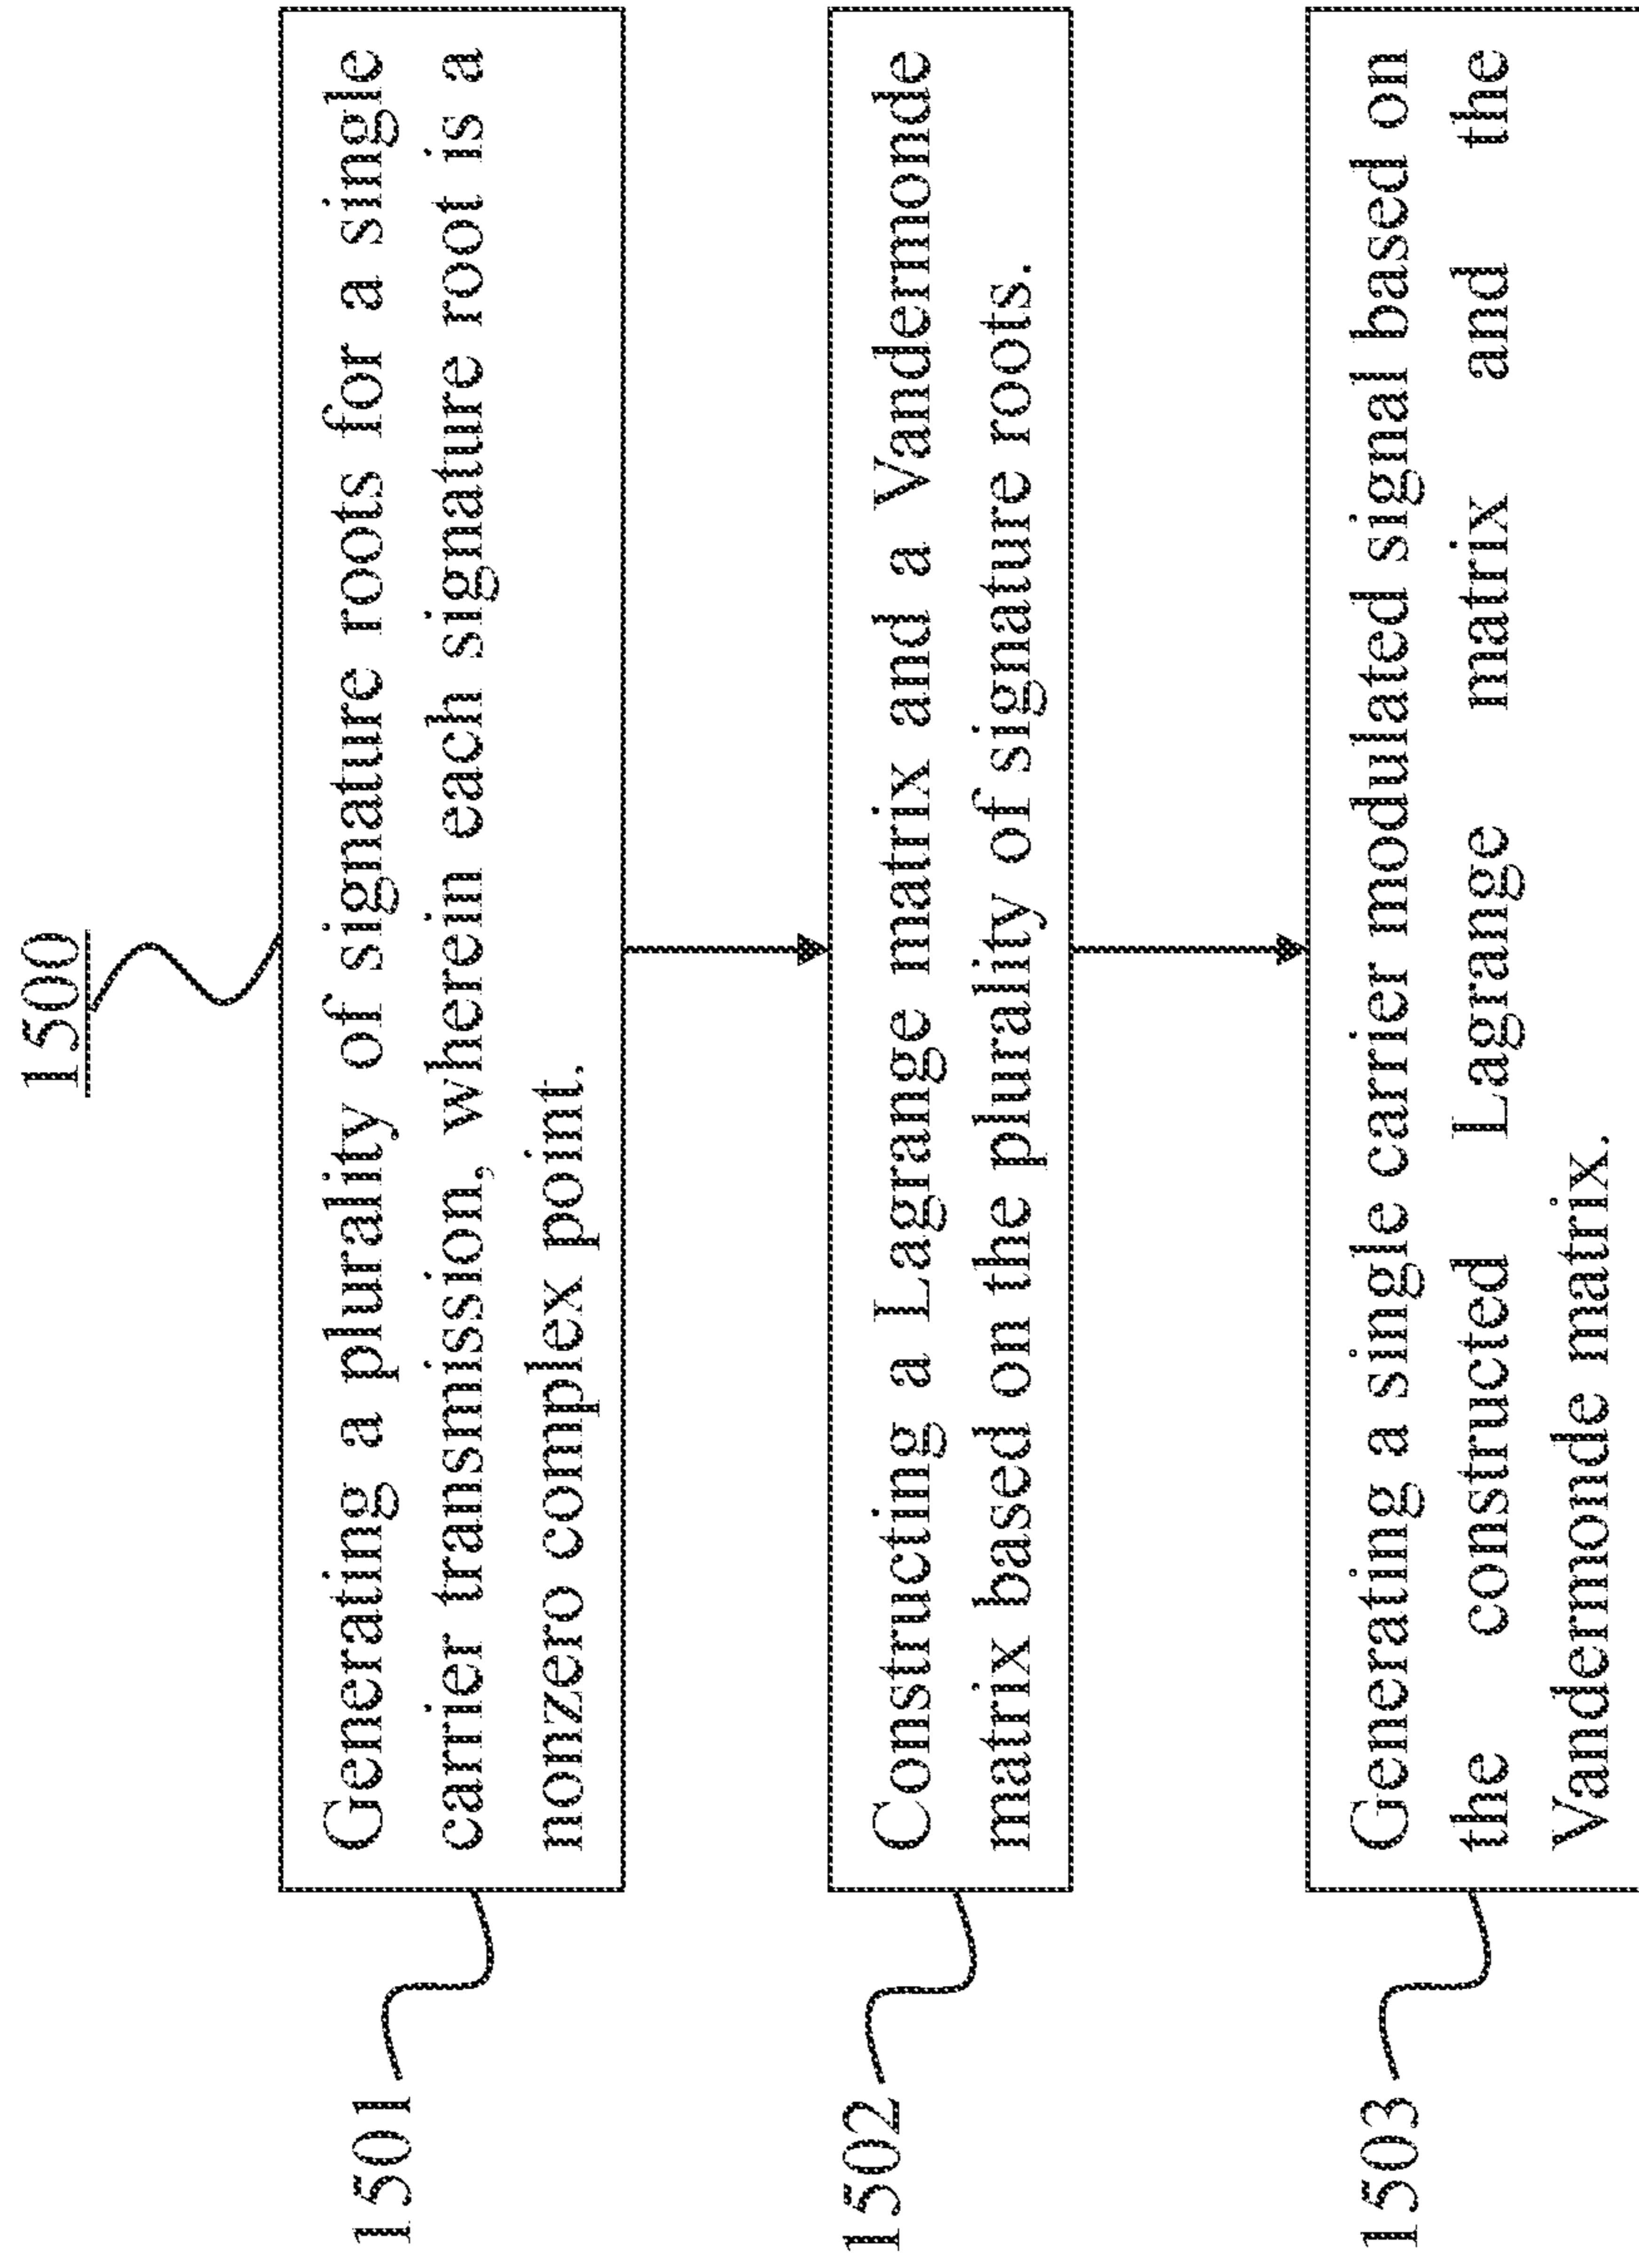 1500
1501
Generating a plurality of signature roots for a single
carrier transmission, wherein each signature root is a
nonzero complex point.
1502
Constructing a Lagrange matrix and a Vandermonde
matrix based on the plurality of signature roots.
1503
Generating a single carrier modulated signal based on
the constructed Lagrange matrix and the
Vandermonde matrix.